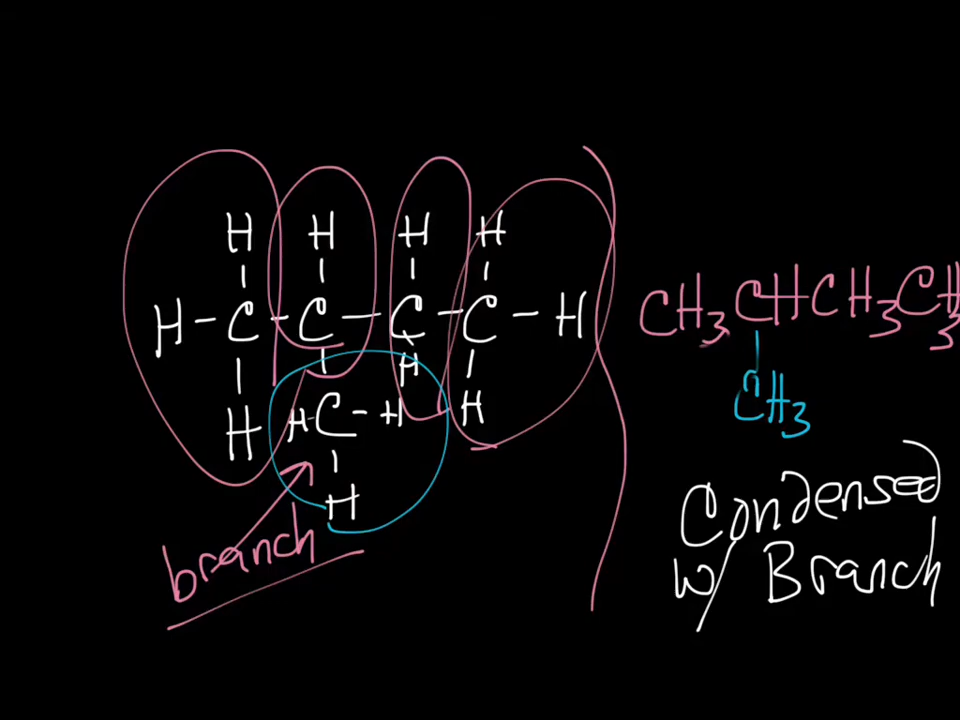 H H H H
H - C - C - C - C - H CH3CHCH3CH3
H H-C-H H H CH3
H
branch
Condensed
w/ Branch